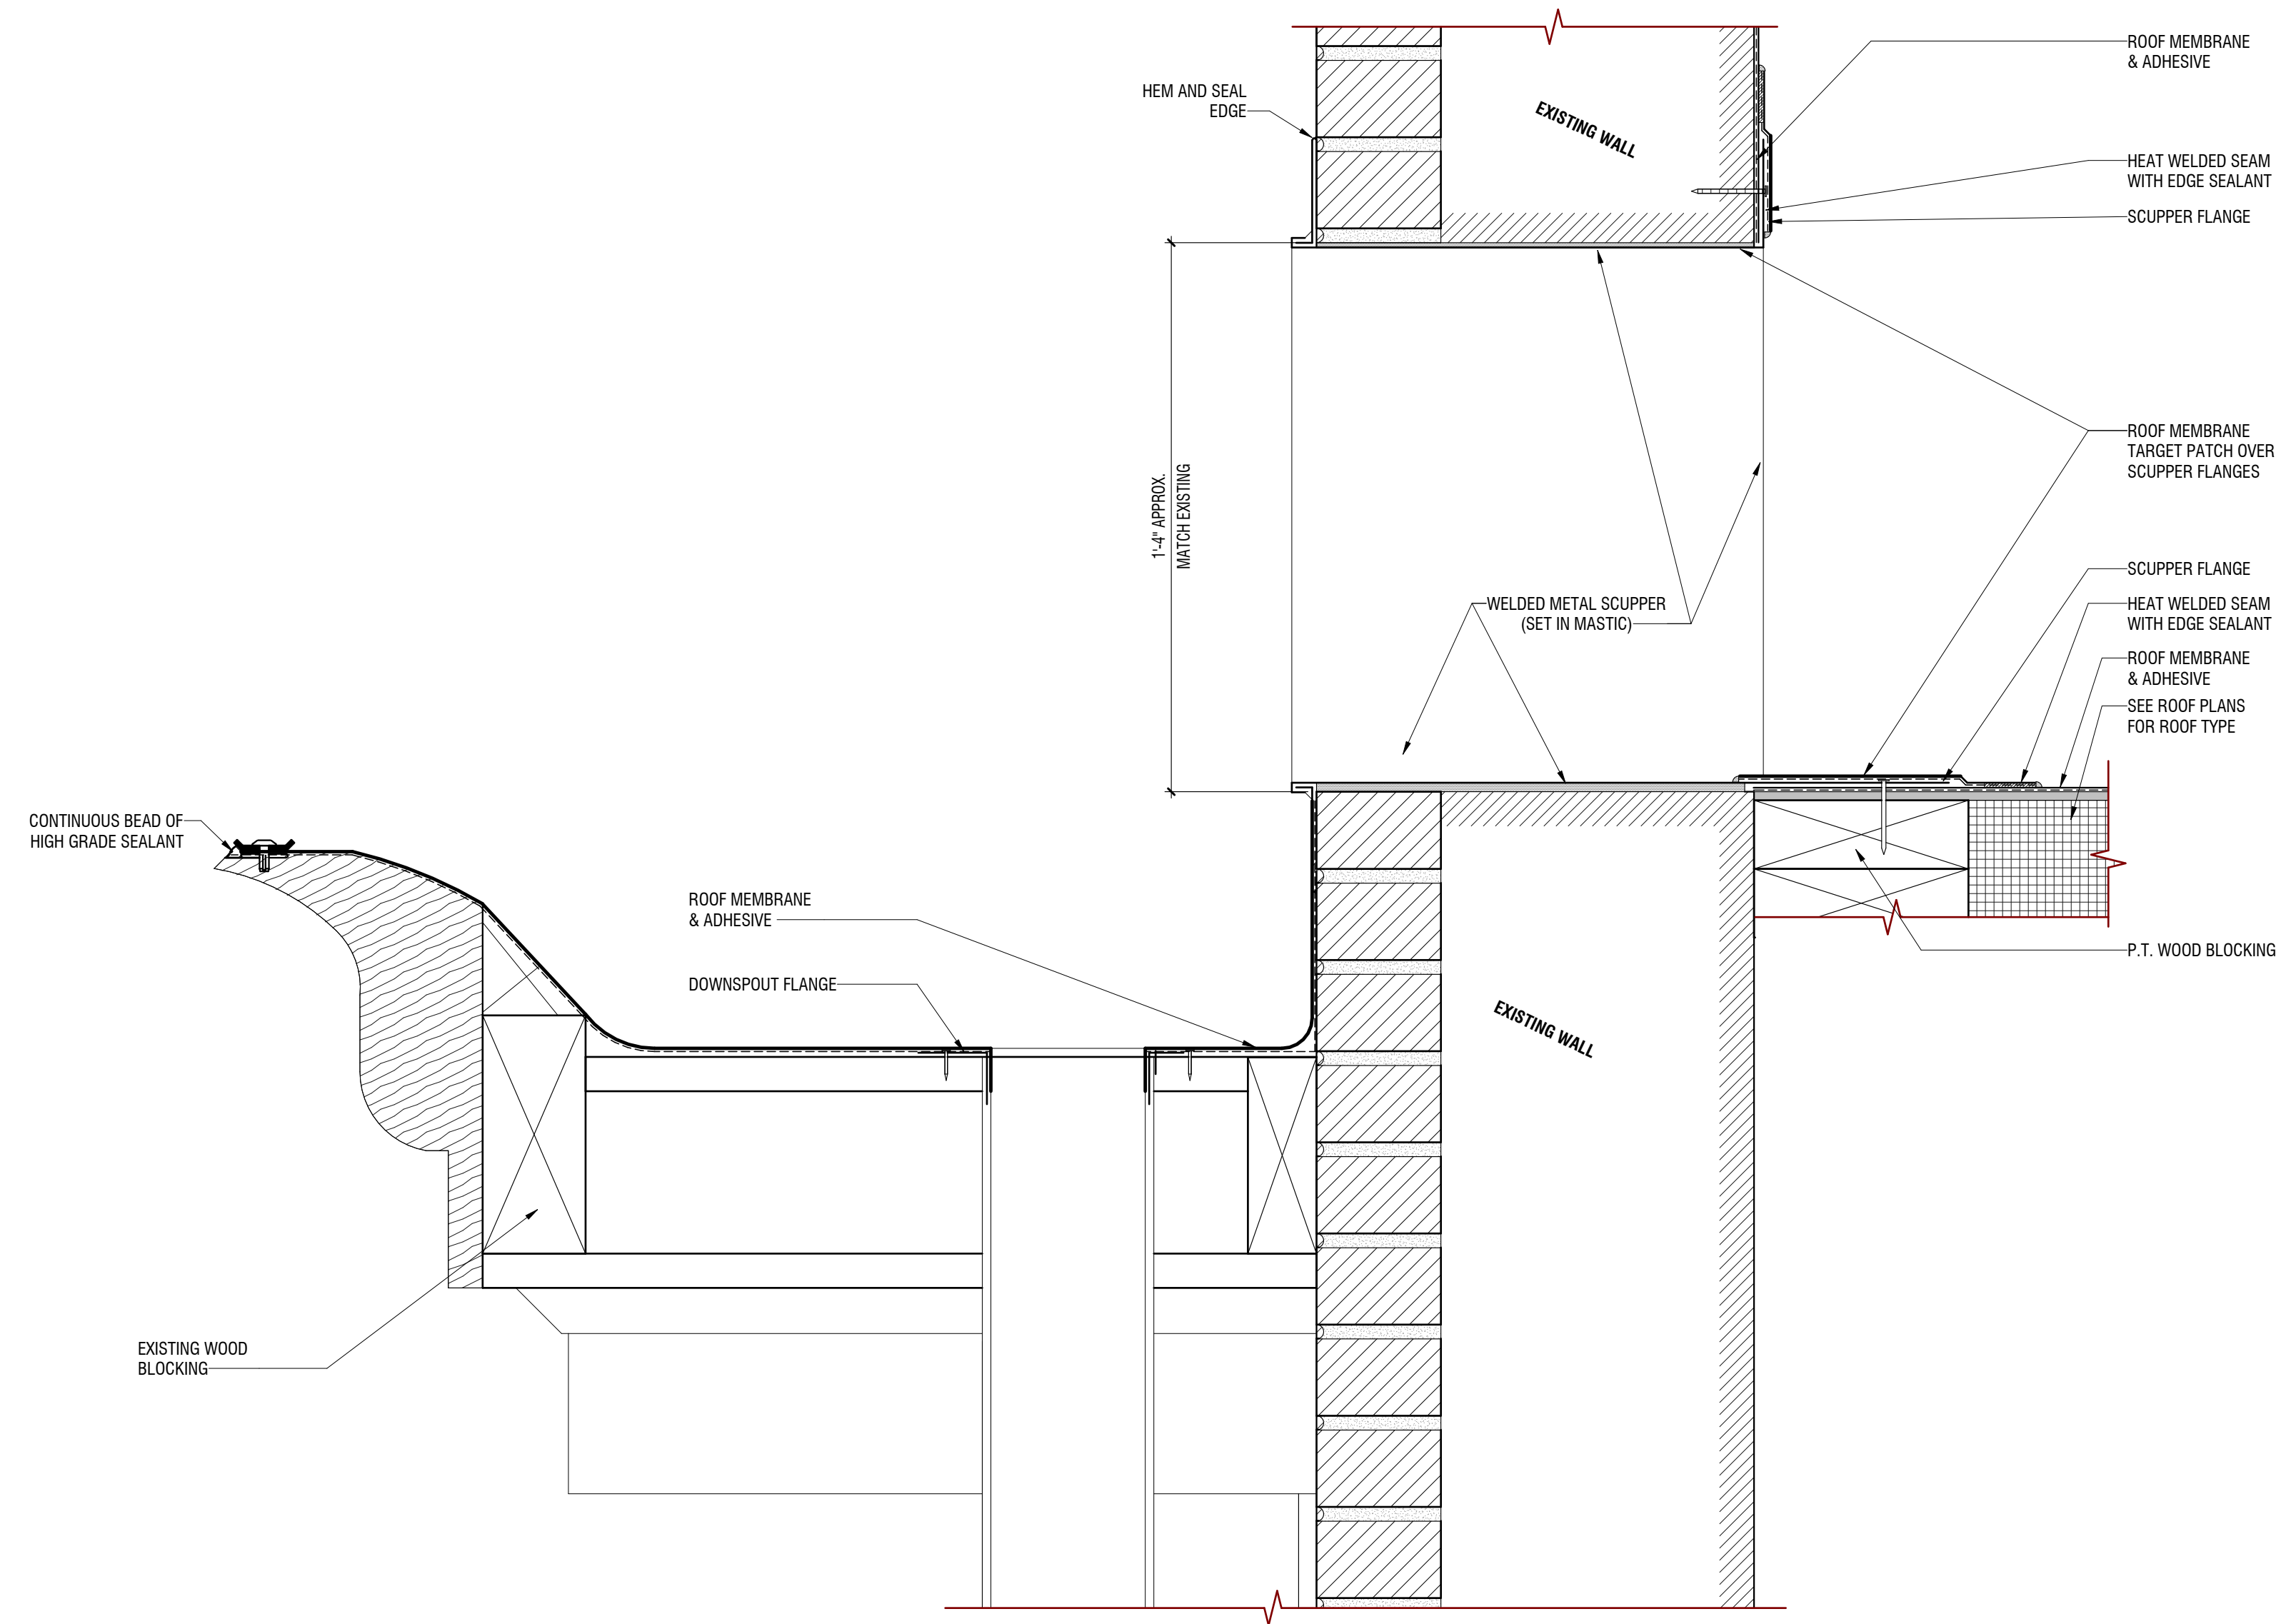 ROOF MEMBRANE
& ADHESIVE
HEM AND SEAL
EDGE
EXISTING WALL
HEAT WELDED SEAM
WITH EDGE SEALANT
SCUPPER FLANGE
ROOF MEMBRANE
TARGET PATCH OVER
SCUPPER FLANGES
1'-4" APPROX.
MATCH EXISTING
WELDED METAL SCUPPER
(SET IN MASTIC)
SCUPPER FLANGE
HEAT WELDED SEAM
WITH EDGE SEALANT
ROOF MEMBRANE
& ADHESIVE
SEE ROOF PLANS
FOR ROOF TYPE
CONTINUOUS BEAD OF
HIGH GRADE SEALANT
ROOF MEMBRANE
& ADHESIVE
DOWNSPOUT FLANGE
P.T. WOOD BLOCKING
EXISTING WALL
EXISTING WOOD
BLOCKING